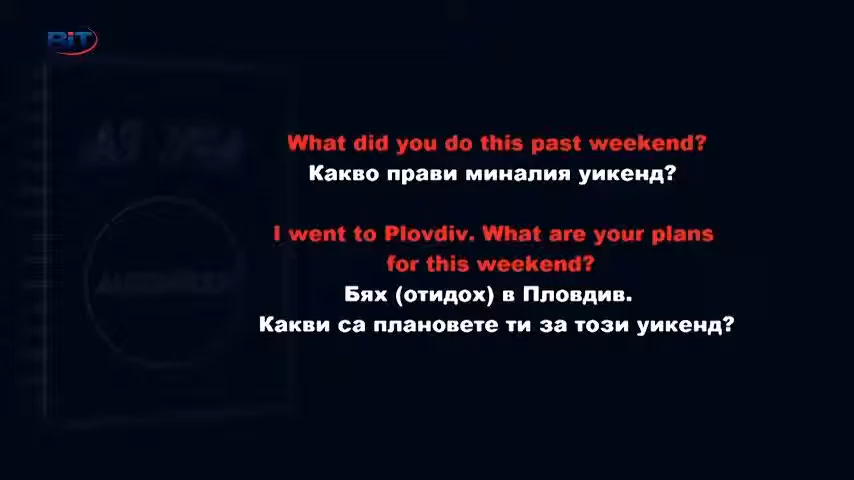 BiT
What did you do this past weekend?
Какво прави миналия уикенд?
I went to Plovdiv. What are your plans
for this weekend?
Бях (отидох) в Пловдив.
Какви са плановете ти за този уикенд?